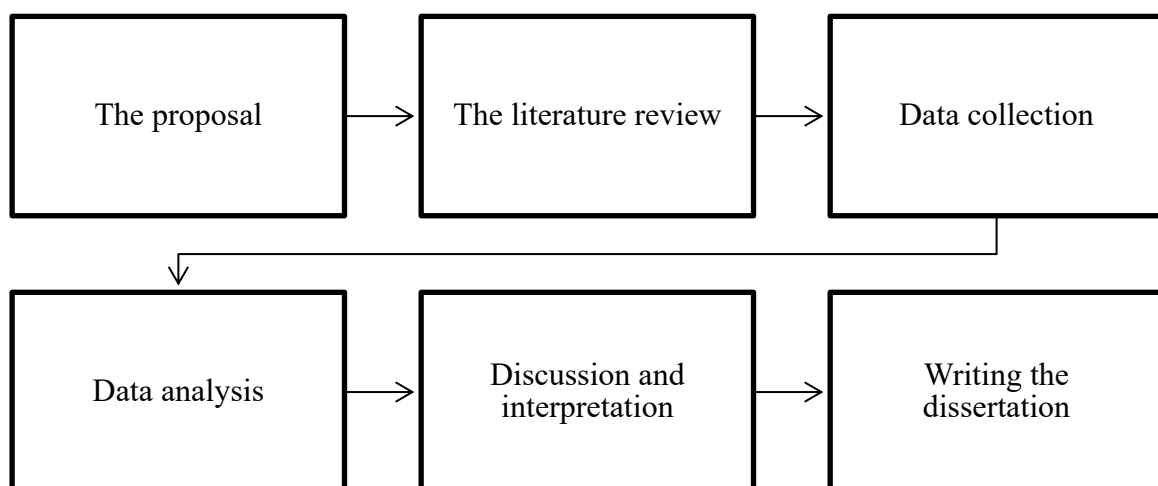 The proposal
The literature review
Data collection
Data analysis
Discussion and
interpretation
Writing the
dissertation